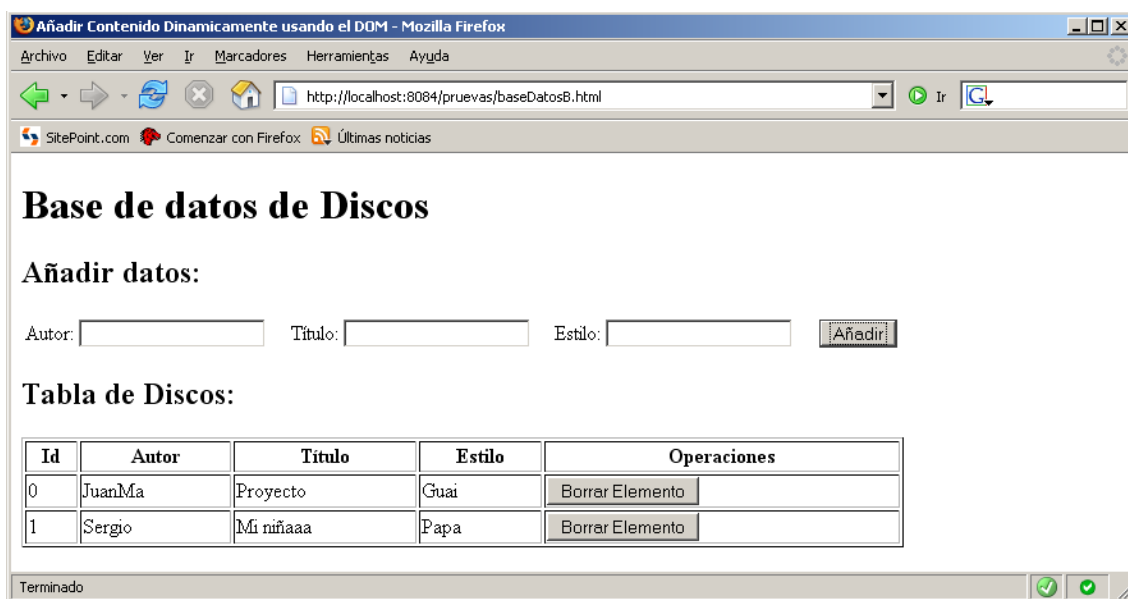 Añadir Contenido Dinamicamente usando el DOM - Mozilla Firefox
Archivo Editar Ver Ir Marcadores Herramientas Ayuda
http://localhost:8084/pruevas/baseDatosB.html Ir G
SitePoint.com Comenzar con Firefox Últimas noticias
Base de datos de Discos
Añadir datos:
Autor: Título: Estilo: Añadir
Tabla de Discos:
Id Autor Título Estilo Operaciones
0 JuanMa Proyecto Guai Borrar Elemento
1 Sergio Mi niñaaa Papa Borrar Elemento
Terminado